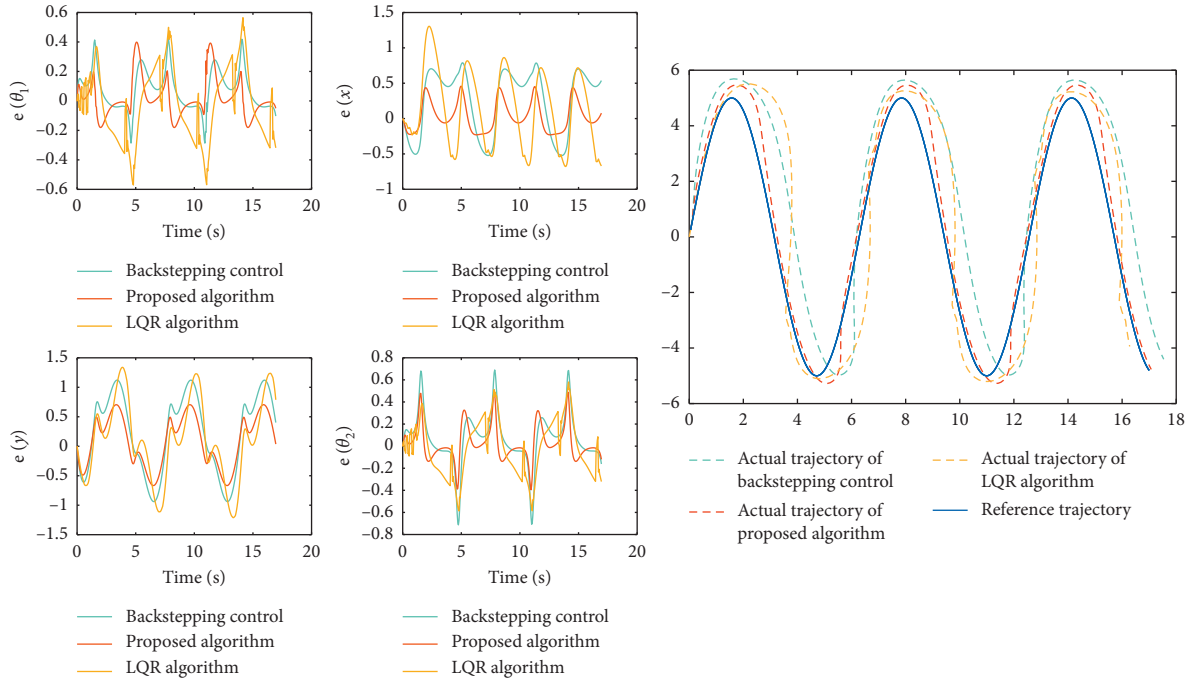 0.6
0.4
0.2
0
−0.2
−0.4
−0.6
e (θ1)
0 5 10 15 20
Time (s)
Backstepping control
Proposed algorithm
LQR algorithm
1.5
1
0.5
0
−0.5
−1
e (x)
0 5 10 15 20
Time (s)
Backstepping control
Proposed algorithm
LQR algorithm
1.5
1
0.5
0
−0.5
−1
−1.5
e (y)
0 5 10 15 20
Time (s)
Backstepping control
Proposed algorithm
LQR algorithm
0.8
0.6
0.4
0.2
0
−0.2
−0.4
−0.6
−0.8
e (θ2)
0 5 10 15 20
Time (s)
Backstepping control
Proposed algorithm
LQR algorithm
6
4
2
0
−2
−4
−6
0 2 4 6 8 10 12 14 16 18
Actual trajectory of
backstepping control
Actual trajectory of
proposed algorithm
Actual trajectory of
LQR algorithm
Reference trajectory